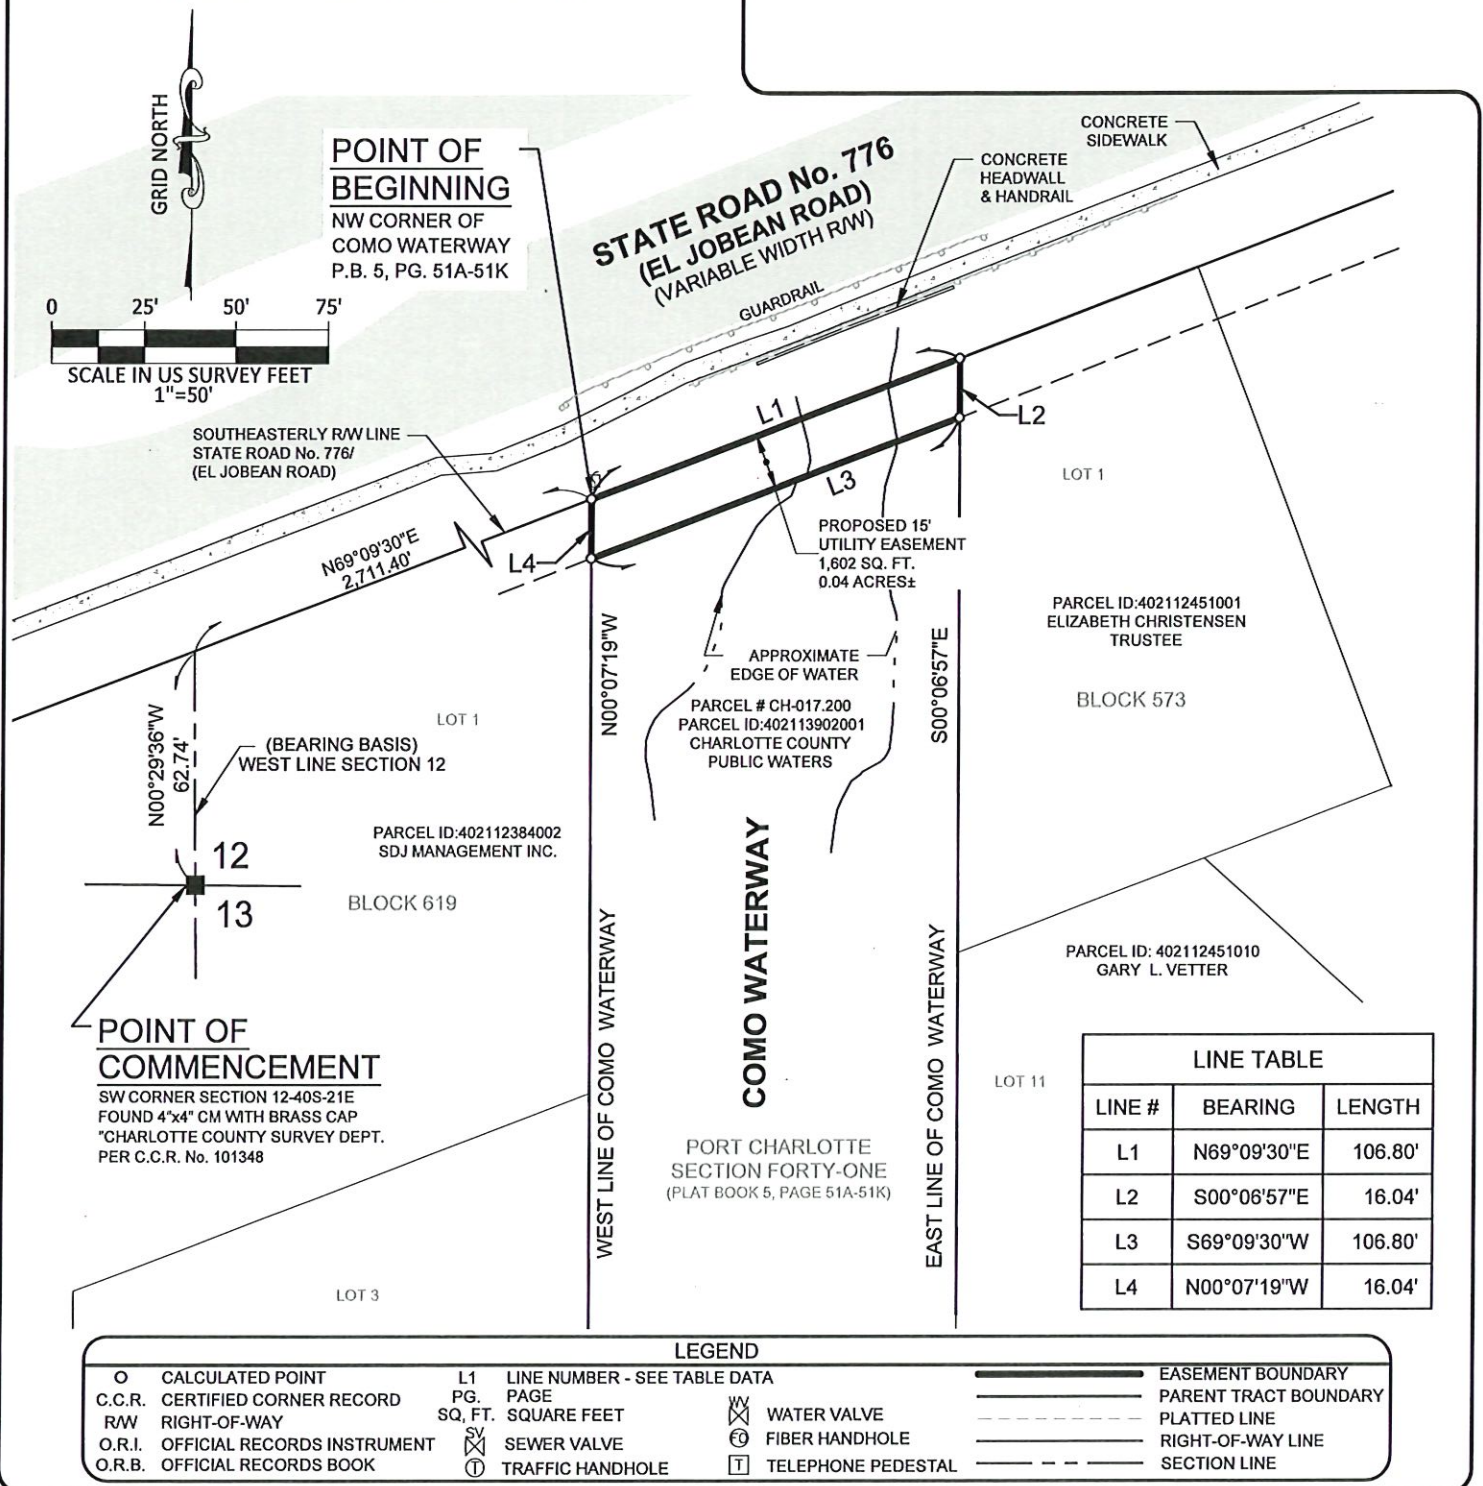 GRID NORTH
0 25' 50' 75'
SCALE IN US SURVEY FEET
1"=50'
POINT OF
BEGINNING
NW CORNER OF
COMO WATERWAY
P.B. 5, PG. 51A-51K
STATE ROAD No. 776
(EL JOBEAN ROAD)
(VARIABLE WIDTH R/W)
GUARDRAIL
CONCRETE
SIDEWALK
CONCRETE
HEADWALL
& HANDRAIL
SOUTHEASTERLY R/W LINE
STATE ROAD No. 776/
(EL JOBEAN ROAD)
N69°09'30"E
2,711.40'
L1
L2
L3
L4
PROPOSED 15'
UTILITY EASEMENT
1,602 SQ. FT.
0.04 ACRES±
LOT 1
PARCEL ID:402112451001
ELIZABETH CHRISTENSEN
TRUSTEE
BLOCK 573
N00°07'19"W
S00°06'57"E
APPROXIMATE
EDGE OF WATER
PARCEL # CH-017.200
PARCEL ID:402113902001
CHARLOTTE COUNTY
PUBLIC WATERS
LOT 1
N00°29'36"W
62.74'
(BEARING BASIS)
WEST LINE SECTION 12
PARCEL ID:402112384002
SDJ MANAGEMENT INC.
BLOCK 619
12
13
POINT OF
COMMENCEMENT
SW CORNER SECTION 12-40S-21E
FOUND 4"x4" CM WITH BRASS CAP
"CHARLOTTE COUNTY SURVEY DEPT.
PER C.C.R. No. 101348
WEST LINE OF COMO WATERWAY
COMO WATERWAY
EAST LINE OF COMO WATERWAY
PORT CHARLOTTE
SECTION FORTY-ONE
(PLAT BOOK 5, PAGE 51A-51K)
PARCEL ID: 402112451010
GARY L. VETTER
LOT 11
LOT 3
LINE TABLE
LINE # BEARING LENGTH
L1 N69°09'30"E 106.80'
L2 S00°06'57"E 16.04'
L3 S69°09'30"W 106.80'
L4 N00°07'19"W 16.04'
LEGEND
O CALCULATED POINT
C.C.R. CERTIFIED CORNER RECORD
R/W RIGHT-OF-WAY
O.R.I. OFFICIAL RECORDS INSTRUMENT
O.R.B. OFFICIAL RECORDS BOOK
L1 LINE NUMBER - SEE TABLE DATA
PG. PAGE
SQ, FT. SQUARE FEET
SV SEWER VALVE
T TRAFFIC HANDHOLE
WV WATER VALVE
FO FIBER HANDHOLE
T TELEPHONE PEDESTAL
EASEMENT BOUNDARY
PARENT TRACT BOUNDARY
PLATTED LINE
RIGHT-OF-WAY LINE
SECTION LINE